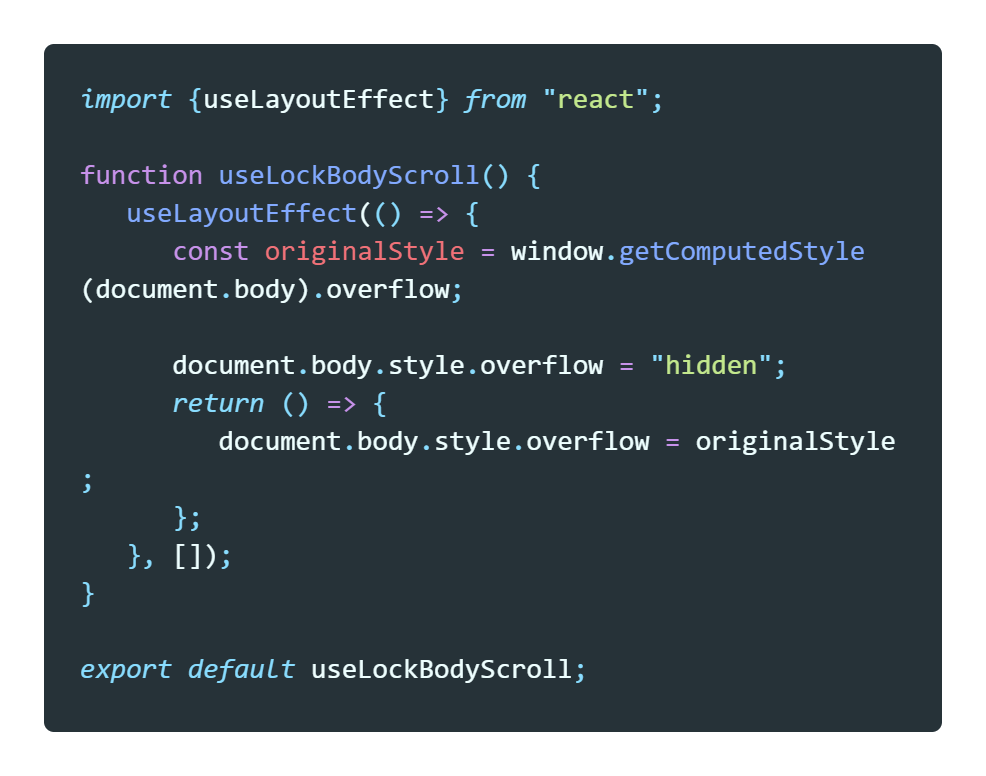 import {useLayoutEffect} from "react";

function useLockBodyScroll() {
   useLayoutEffect(() => {
      const originalStyle = window.getComputedStyle
(document.body).overflow;

      document.body.style.overflow = "hidden";
      return () => {
         document.body.style.overflow = originalStyle
;
      };
   }, []);
}

export default useLockBodyScroll;